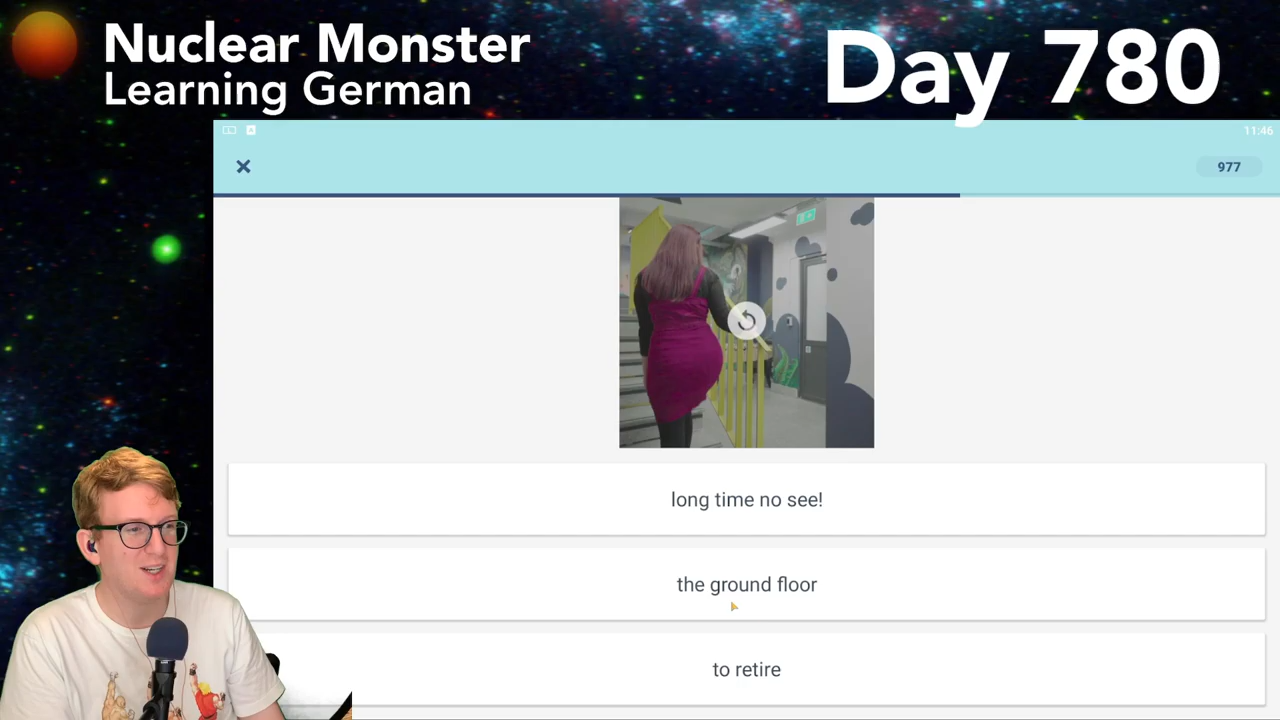 Nuclear Monster
Learning German
Day 780
11:46
977
long time no see!
the ground floor
to retire